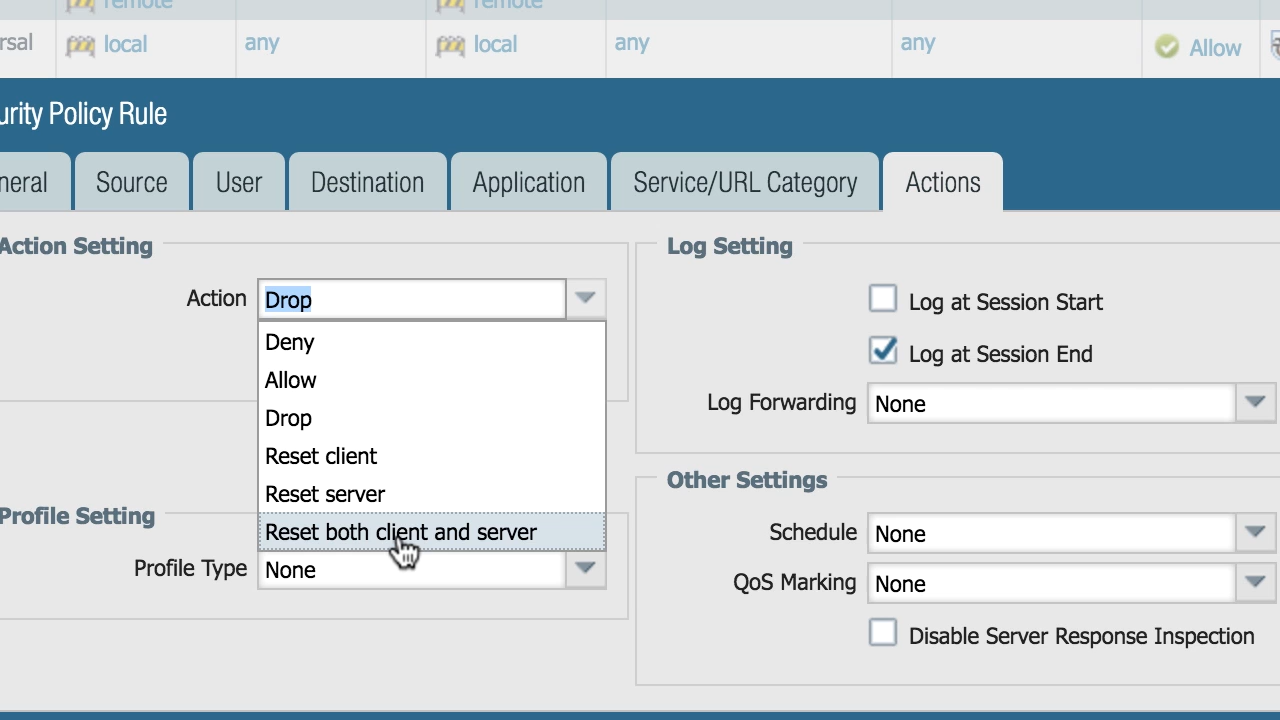 remote remote
rsal local any local any any Allow
urity Policy Rule
neral Source User Destination Application Service/URL Category Actions
Action Setting
Action Drop
Deny
Allow
Drop
Reset client
Reset server
Reset both client and server
Profile Setting
Profile Type None
Log Setting
Log at Session Start
Log at Session End
Log Forwarding None
Other Settings
Schedule None
QoS Marking None
Disable Server Response Inspection